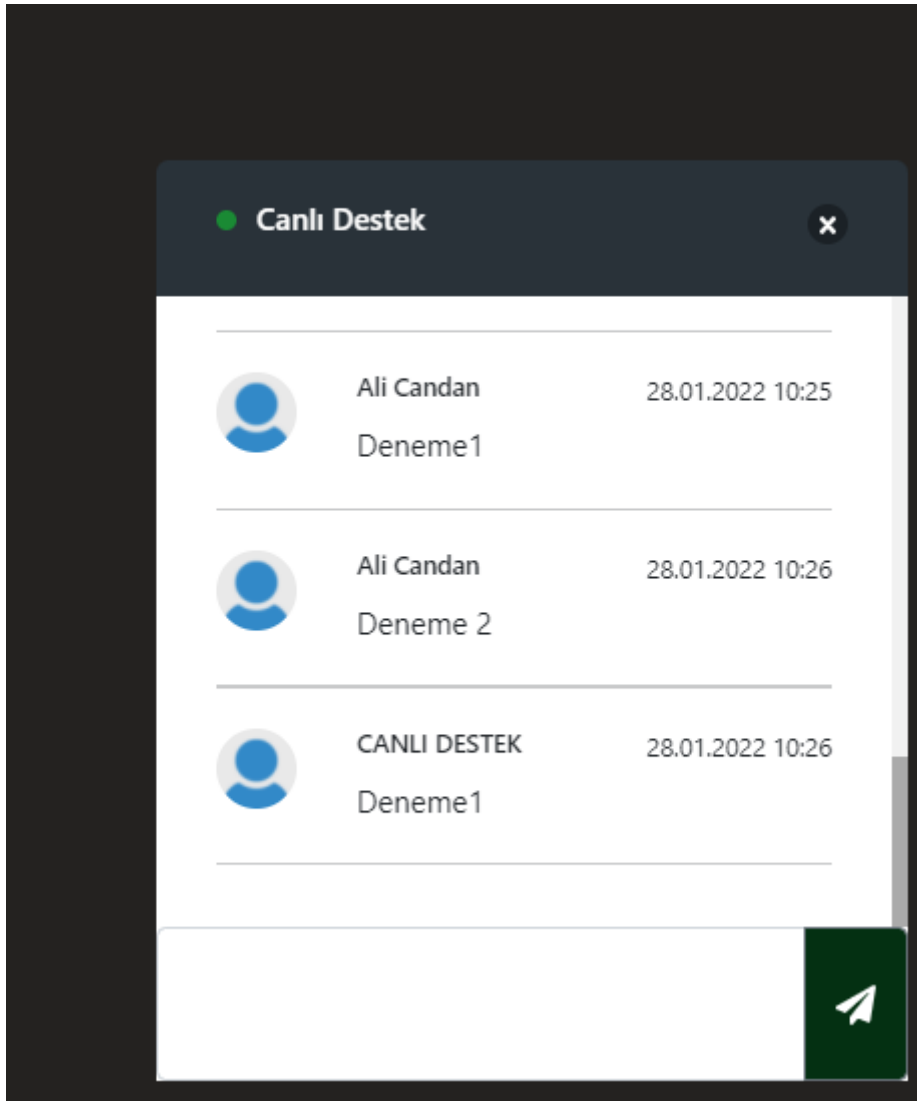 Canlı Destek
Ali Candan 28.01.2022 10:25
Deneme1
Ali Candan 28.01.2022 10:26
Deneme 2
CANLI DESTEK 28.01.2022 10:26
Deneme1